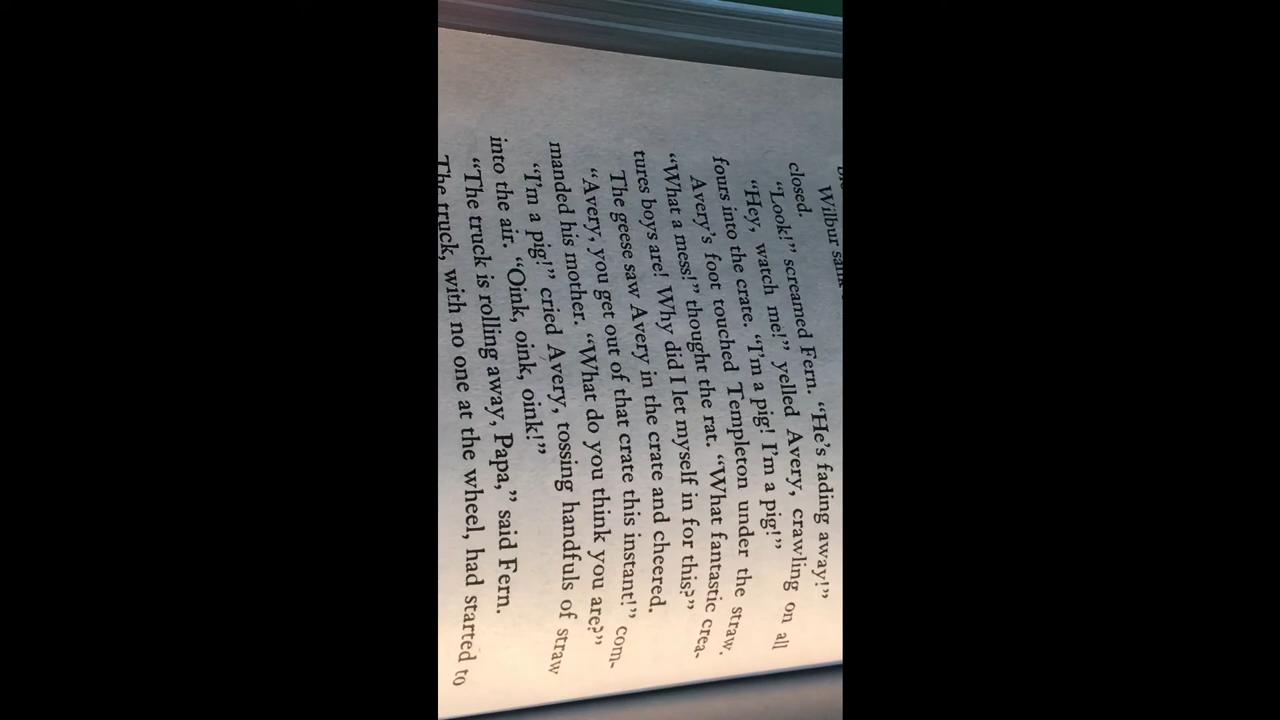 Wilbur
closed.
“Look!” screamed Fern. “He’s fading away!”
“Hey, watch me!” yelled Avery, crawling on all
fours into the crate. “I’m a pig! I’m a pig!”
Avery’s foot touched Templeton under the straw.
“What a mess!” thought the rat. “What fantastic crea-
tures boys are! Why did I let myself in for this?”
The geese saw Avery in the crate and cheered.
“Avery, you get out of that crate this instant!” com-
manded his mother. “What do you think you are?”
“I’m a pig!” cried Avery, tossing handfuls of straw
into the air. “Oink, oink, oink!”
“The truck is rolling away, Papa,” said Fern.
The truck, with no one at the wheel, had started to